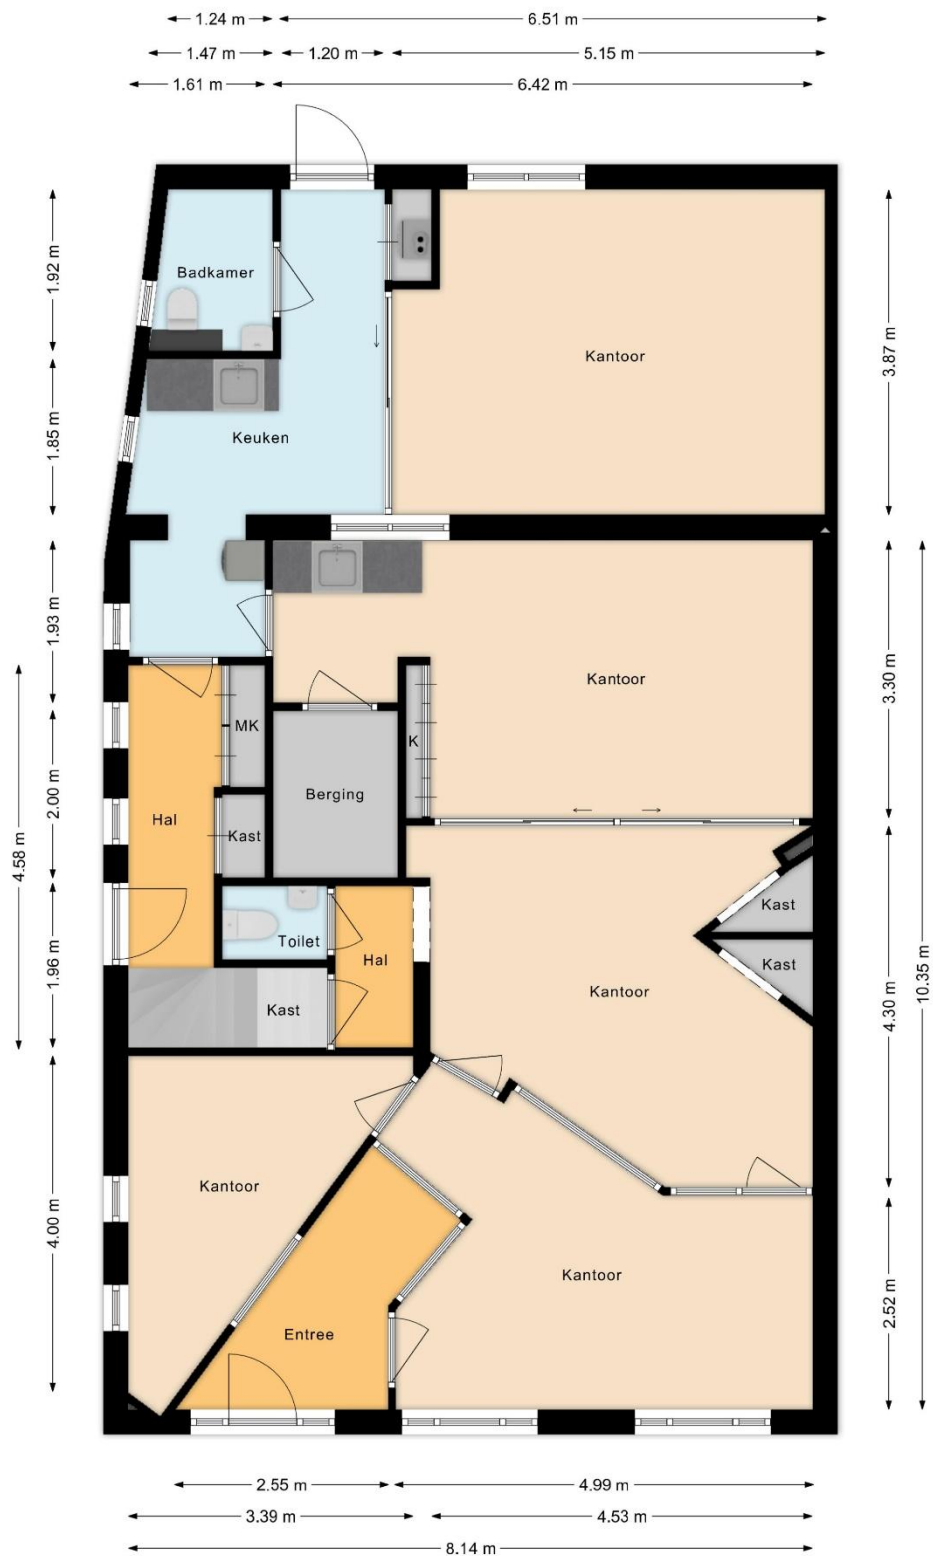 1.24 m
6.51 m
1.47 m
1.20 m
5.15 m
1.61 m
6.42 m
1.92 m
Badkamer
3.87 m
Kantoor
1.85 m
Keuken
1.93 m
3.30 m
Kantoor
MK
K
2.00 m
Berging
Hal
Kast
4.58 m
Kast
Toilet
Hal
Kast
1.96 m
Kantoor
4.30 m
10.35 m
Kast
Kantoor
4.00 m
Kantoor
2.52 m
Entree
2.55 m
4.99 m
3.39 m
4.53 m
8.14 m